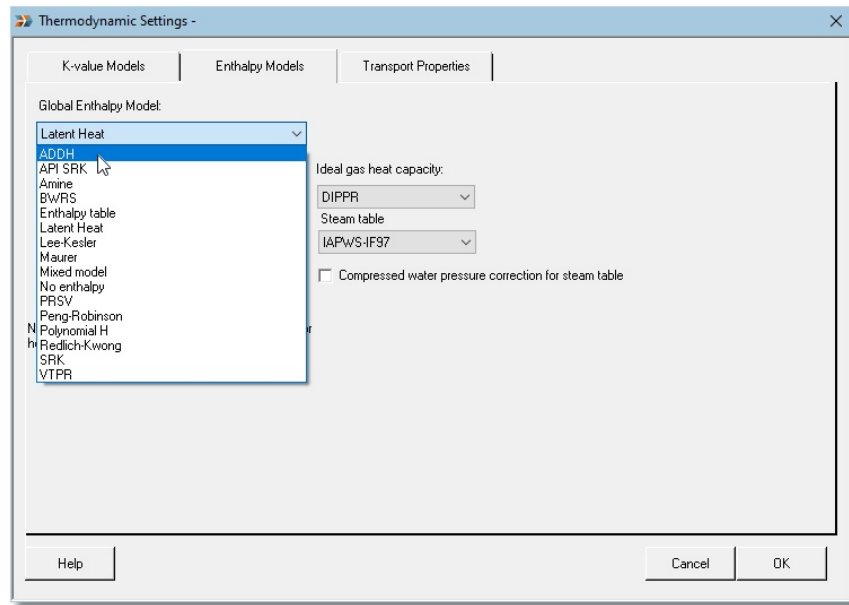 Thermodynamic Settings -
K-value Models
Enthalpy Models
Transport Properties
Global Enthalpy Model:
Latent Heat
ADDH
API SRK
Amine
BWRS
Enthalpy table
Latent Heat
Lee-Kesler
Maurer
Mixed model
No enthalpy
PRSV
Peng-Robinson
Polynomial H
Redlich-Kwong
SRK
VTPR
Ideal gas heat capacity:
DIPPR
Steam table
IAPWS-IF97
Compressed water pressure correction for steam table
Help
Cancel
OK